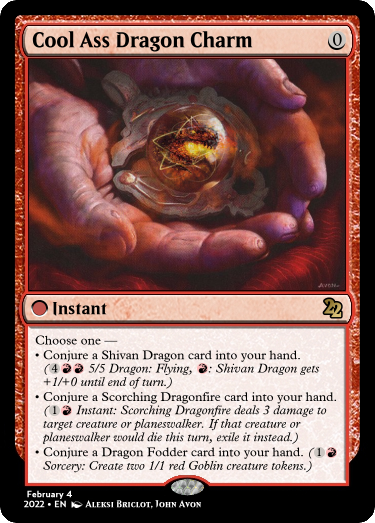 Cool Ass Dragon Charm 0
Instant 22
Choose one —
• Conjure a Shivan Dragon card into your hand.
(4RR 5/5 Dragon: Flying, R: Shivan Dragon gets
+1/+0 until end of turn.)
• Conjure a Scorching Dragonfire card into your hand.
(1R Instant: Scorching Dragonfire deals 3 damage to
target creature or planeswalker. If that creature or
planeswalker would die this turn, exile it instead.)
• Conjure a Dragon Fodder card into your hand. (1R
Sorcery: Create two 1/1 red Goblin creature tokens.)
February 4
2022 • EN Aleksi Briclot, John Avon